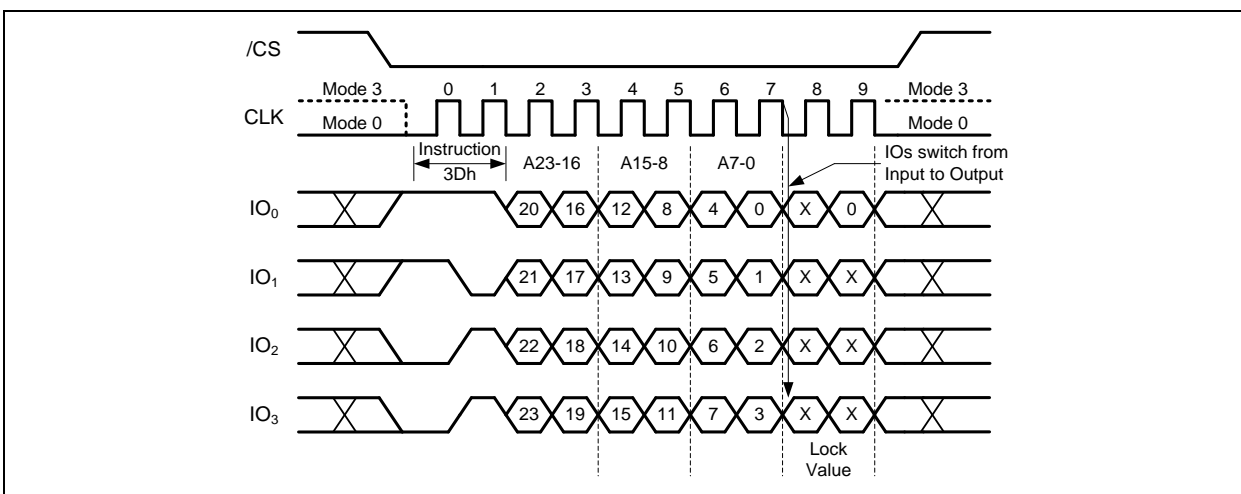 /CS
Mode 3 0 1 2 3 4 5 6 7 8 9 Mode 3
CLK
Mode 0 Mode 0
Instruction A23-16 A15-8 A7-0 IOs switch from
3Dh Input to Output
IO0 20 16 12 8 4 0 X 0
IO1 21 17 13 9 5 1 X X
IO2 22 18 14 10 6 2 X X
IO3 23 19 15 11 7 3 X X
Lock
Value